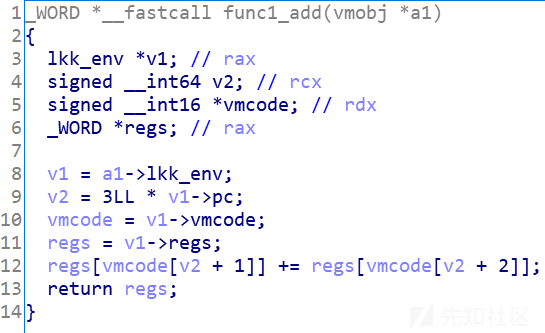 1 _WORD *__fastcall func1_add(vmobj *a1)
2 {
3 lkk_env *v1; // rax
4 signed __int64 v2; // rcx
5 signed __int16 *vmcode; // rdx
6 _WORD *regs; // rax
7
8 v1 = a1->lkk_env;
9 v2 = 3LL * v1->pc;
10 vmcode = v1->vmcode;
11 regs = v1->regs;
12 regs[vmcode[v2 + 1]] += regs[vmcode[v2 + 2]];
13 return regs;
14 }
先知社区